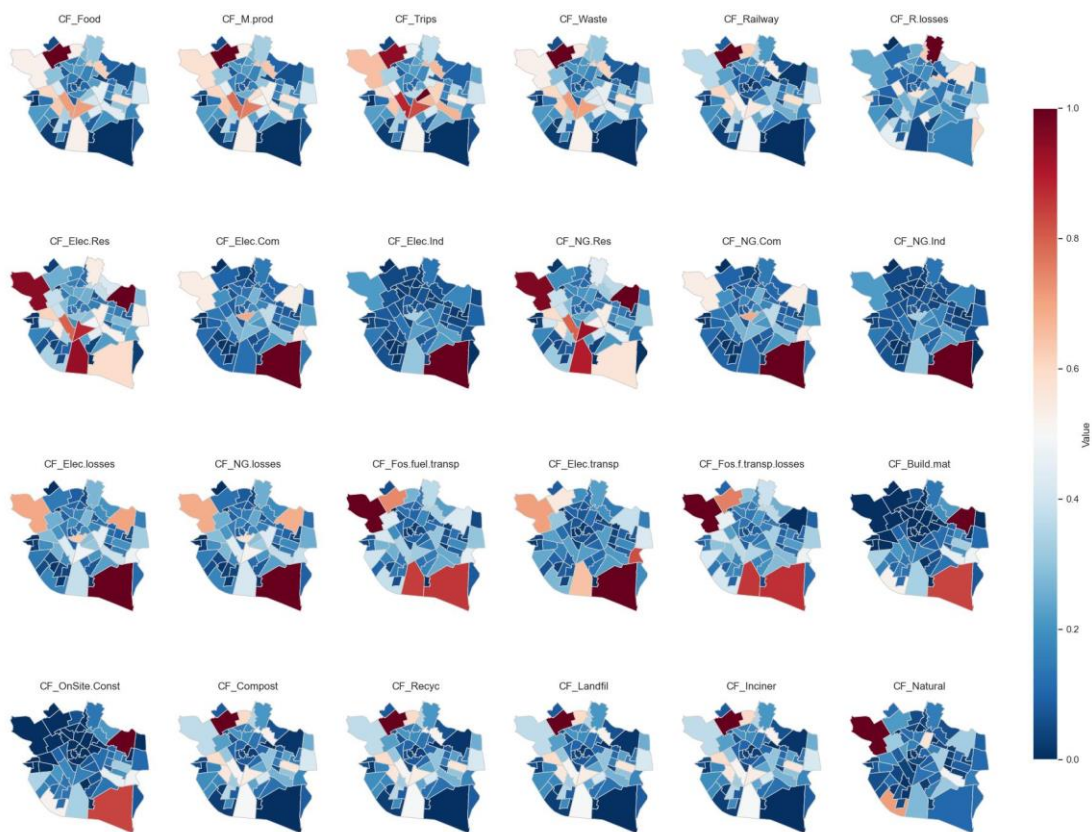 CF_Food CF_M.prod CF_Trips CF_Waste CF_Railway CF_R.losses
CF_Elec.Res CF_Elec.Com CF_Elec.Ind CF_NG.Res CF_NG.Com CF_NG.Ind
CF_Elec.losses CF_NG.losses CF_Fos.fuel.transp CF_Elec.transp CF_Fos.f.transp.losses CF_Build.mat
CF_OnSite.Const CF_Compost CF_Recyc CF_Landfil CF_Inciner CF_Natural
1.0
0.8
0.6
0.4
0.2
0.0
Value